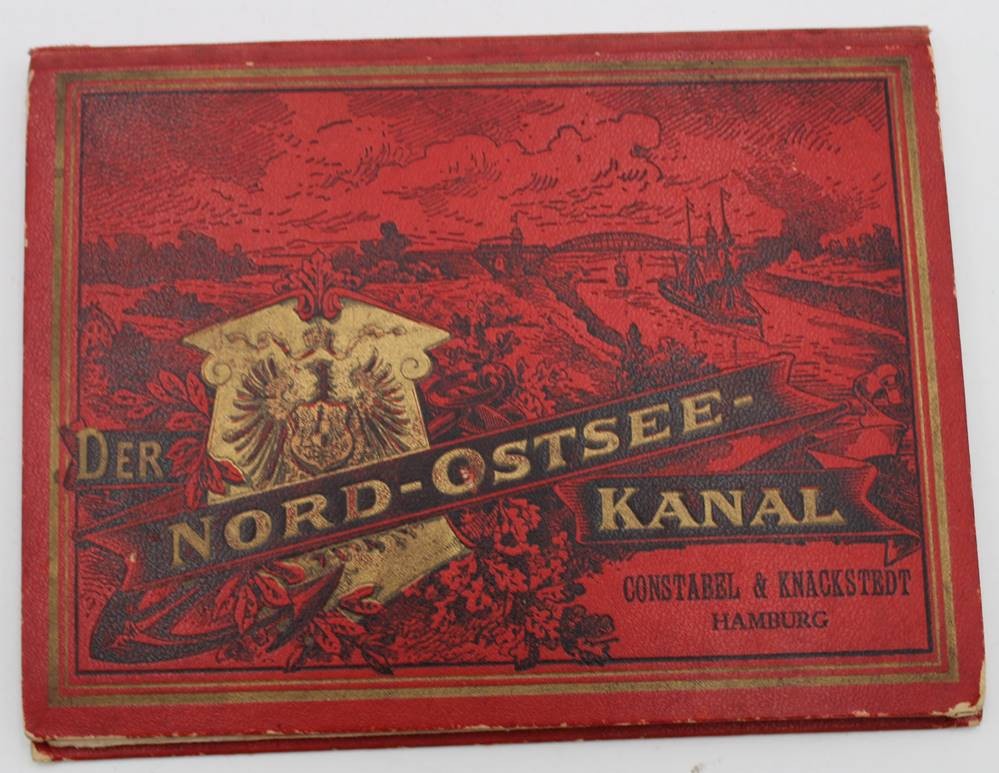 DER
NORD-OSTSEE-
KANAL
CONSTABEL & KNACKSTEDT
HAMBURG